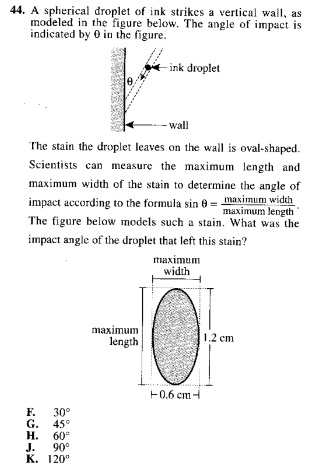 44. A spherical droplet of ink strikes a vertical wall, as
modeled in the figure below. The angle of impact is
indicated by θ in the figure.
ink droplet
θ
wall
The stain the droplet leaves on the wall is oval-shaped.
Scientists can measure the maximum length and
maximum width of the stain to determine the angle of
impact according to the formula sin θ = maximum width / maximum length.
The figure below models such a stain. What was the
impact angle of the droplet that left this stain?
maximum
width
maximum
length
1.2 cm
0.6 cm
F. 30°
G. 45°
H. 60°
J. 90°
K. 120°